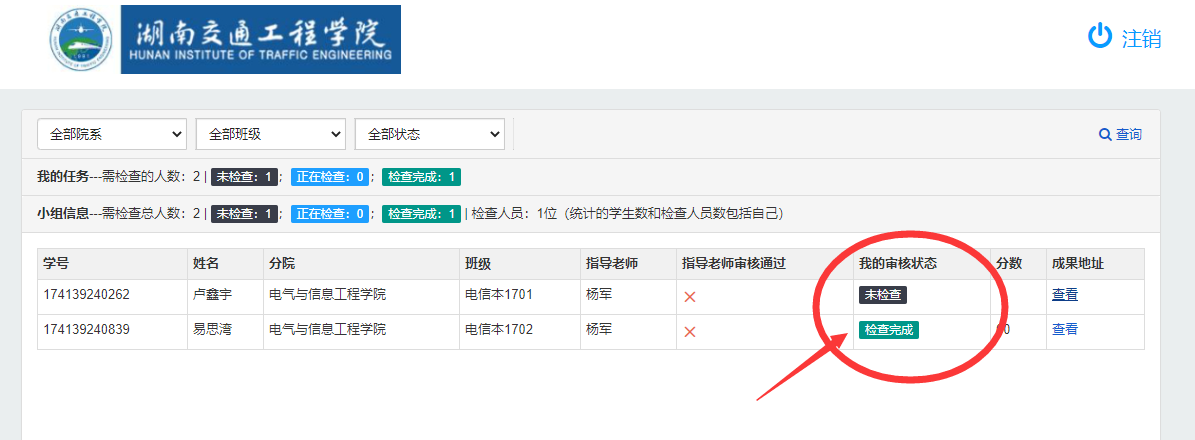 湖南交通工程学院
HUNAN INSTITUTE OF TRAFFIC ENGINEERING
注销
全部院系 全部班级 全部状态 查询
我的任务---需检查的人数：2 | 未检查：1； 正在检查：0； 检查完成：1
小组信息---需检查总人数：2 | 未检查：1； 正在检查：0； 检查完成：1 | 检查人员：1位（统计的学生数和检查人员数包括自己）
学号 姓名 分院 班级 指导老师 指导老师审核通过 我的审核状态 分数 成果地址
174139240262 卢鑫宇 电气与信息工程学院 电信本1701 杨军 未检查 查看
174139240839 易思湾 电气与信息工程学院 电信本1702 杨军 检查完成 查看